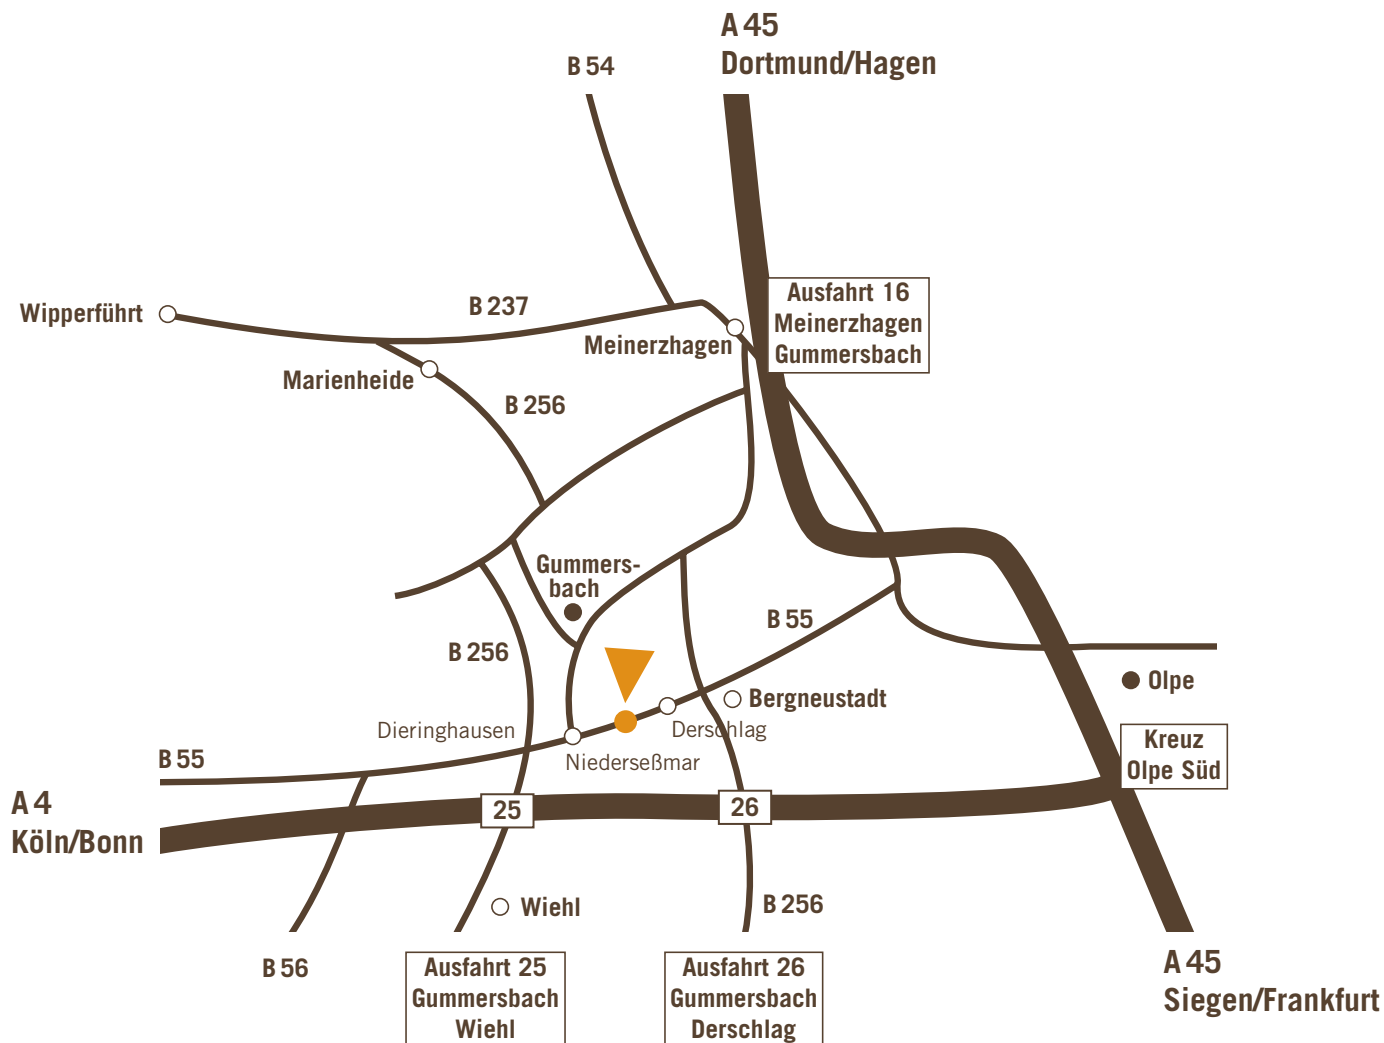 A 45
Dortmund/Hagen
B 54
Ausfahrt 16
Meinerzhagen
Gummersbach
Wipperführt
B 237
Meinerzhagen
Marienheide
B 256
Gummers-
bach
B 55
B 256
Olpe
Bergneustadt
Dieringhausen
Derschlag
Niederseßmar
Kreuz
Olpe Süd
B 55
A 4
Köln/Bonn
25
26
Wiehl
B 256
B 56
Ausfahrt 25
Gummersbach
Wiehl
Ausfahrt 26
Gummersbach
Derschlag
A 45
Siegen/Frankfurt